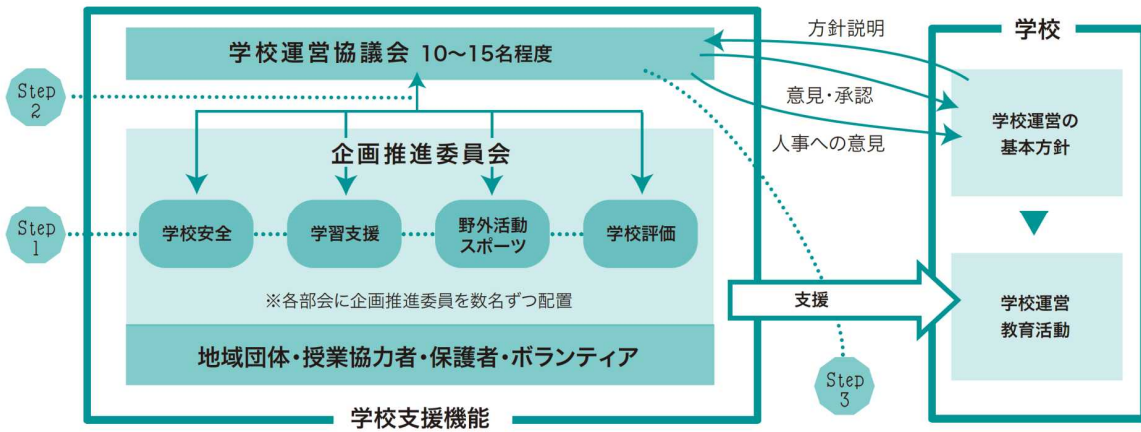 学校運営協議会 10〜15名程度
Step
2
企画推進委員会
Step
1
学校安全
学習支援
野外活動
スポーツ
学校評価
※各部会に企画推進委員を数名ずつ配置
地域団体・授業協力者・保護者・ボランティア
学校支援機能
方針説明
意見・承認
人事への意見
支援
Step
3
学校
学校運営の
基本方針
学校運営
教育活動